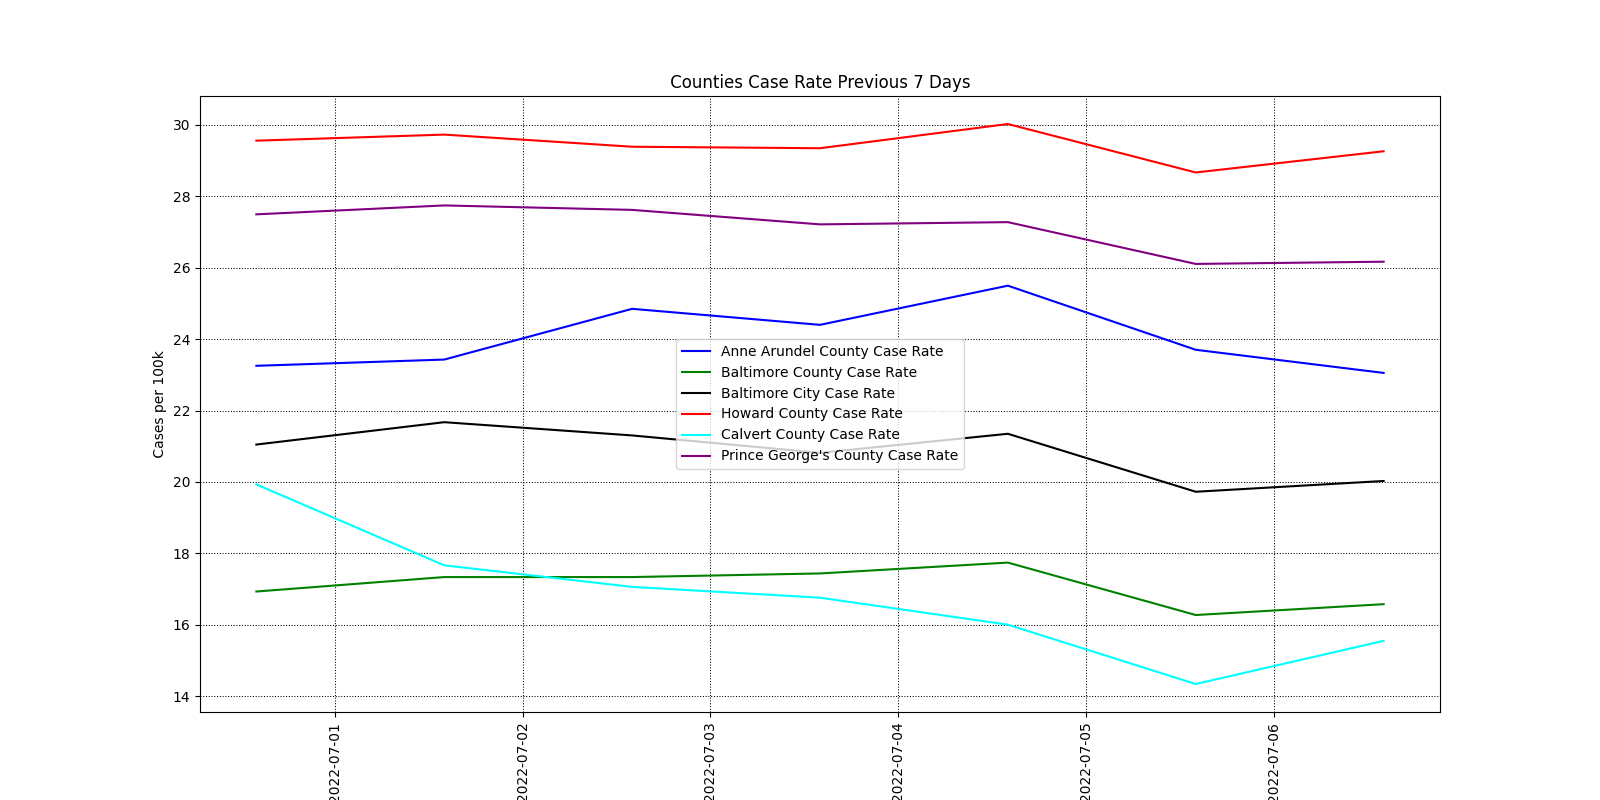 Counties Case Rate Previous 7 Days
Cases per 100k
30
28
26
24
22
20
18
16
14
Anne Arundel County Case Rate
Baltimore County Case Rate
Baltimore City Case Rate
Howard County Case Rate
Calvert County Case Rate
Prince George's County Case Rate
2022-07-01
2022-07-02
2022-07-03
2022-07-04
2022-07-05
2022-07-06